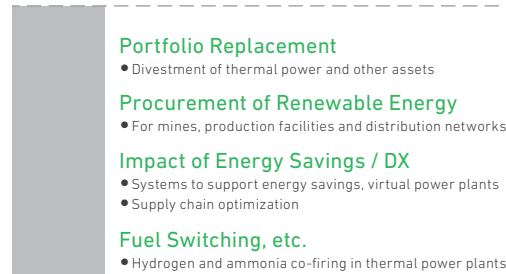 Portfolio Replacement
● Divestment of thermal power and other assets
Procurement of Renewable Energy
● For mines, production facilities and distribution networks
Impact of Energy Savings / DX
● Systems to support energy savings, virtual power plants
● Supply chain optimization
Fuel Switching, etc.
● Hydrogen and ammonia co-firing in thermal power plants